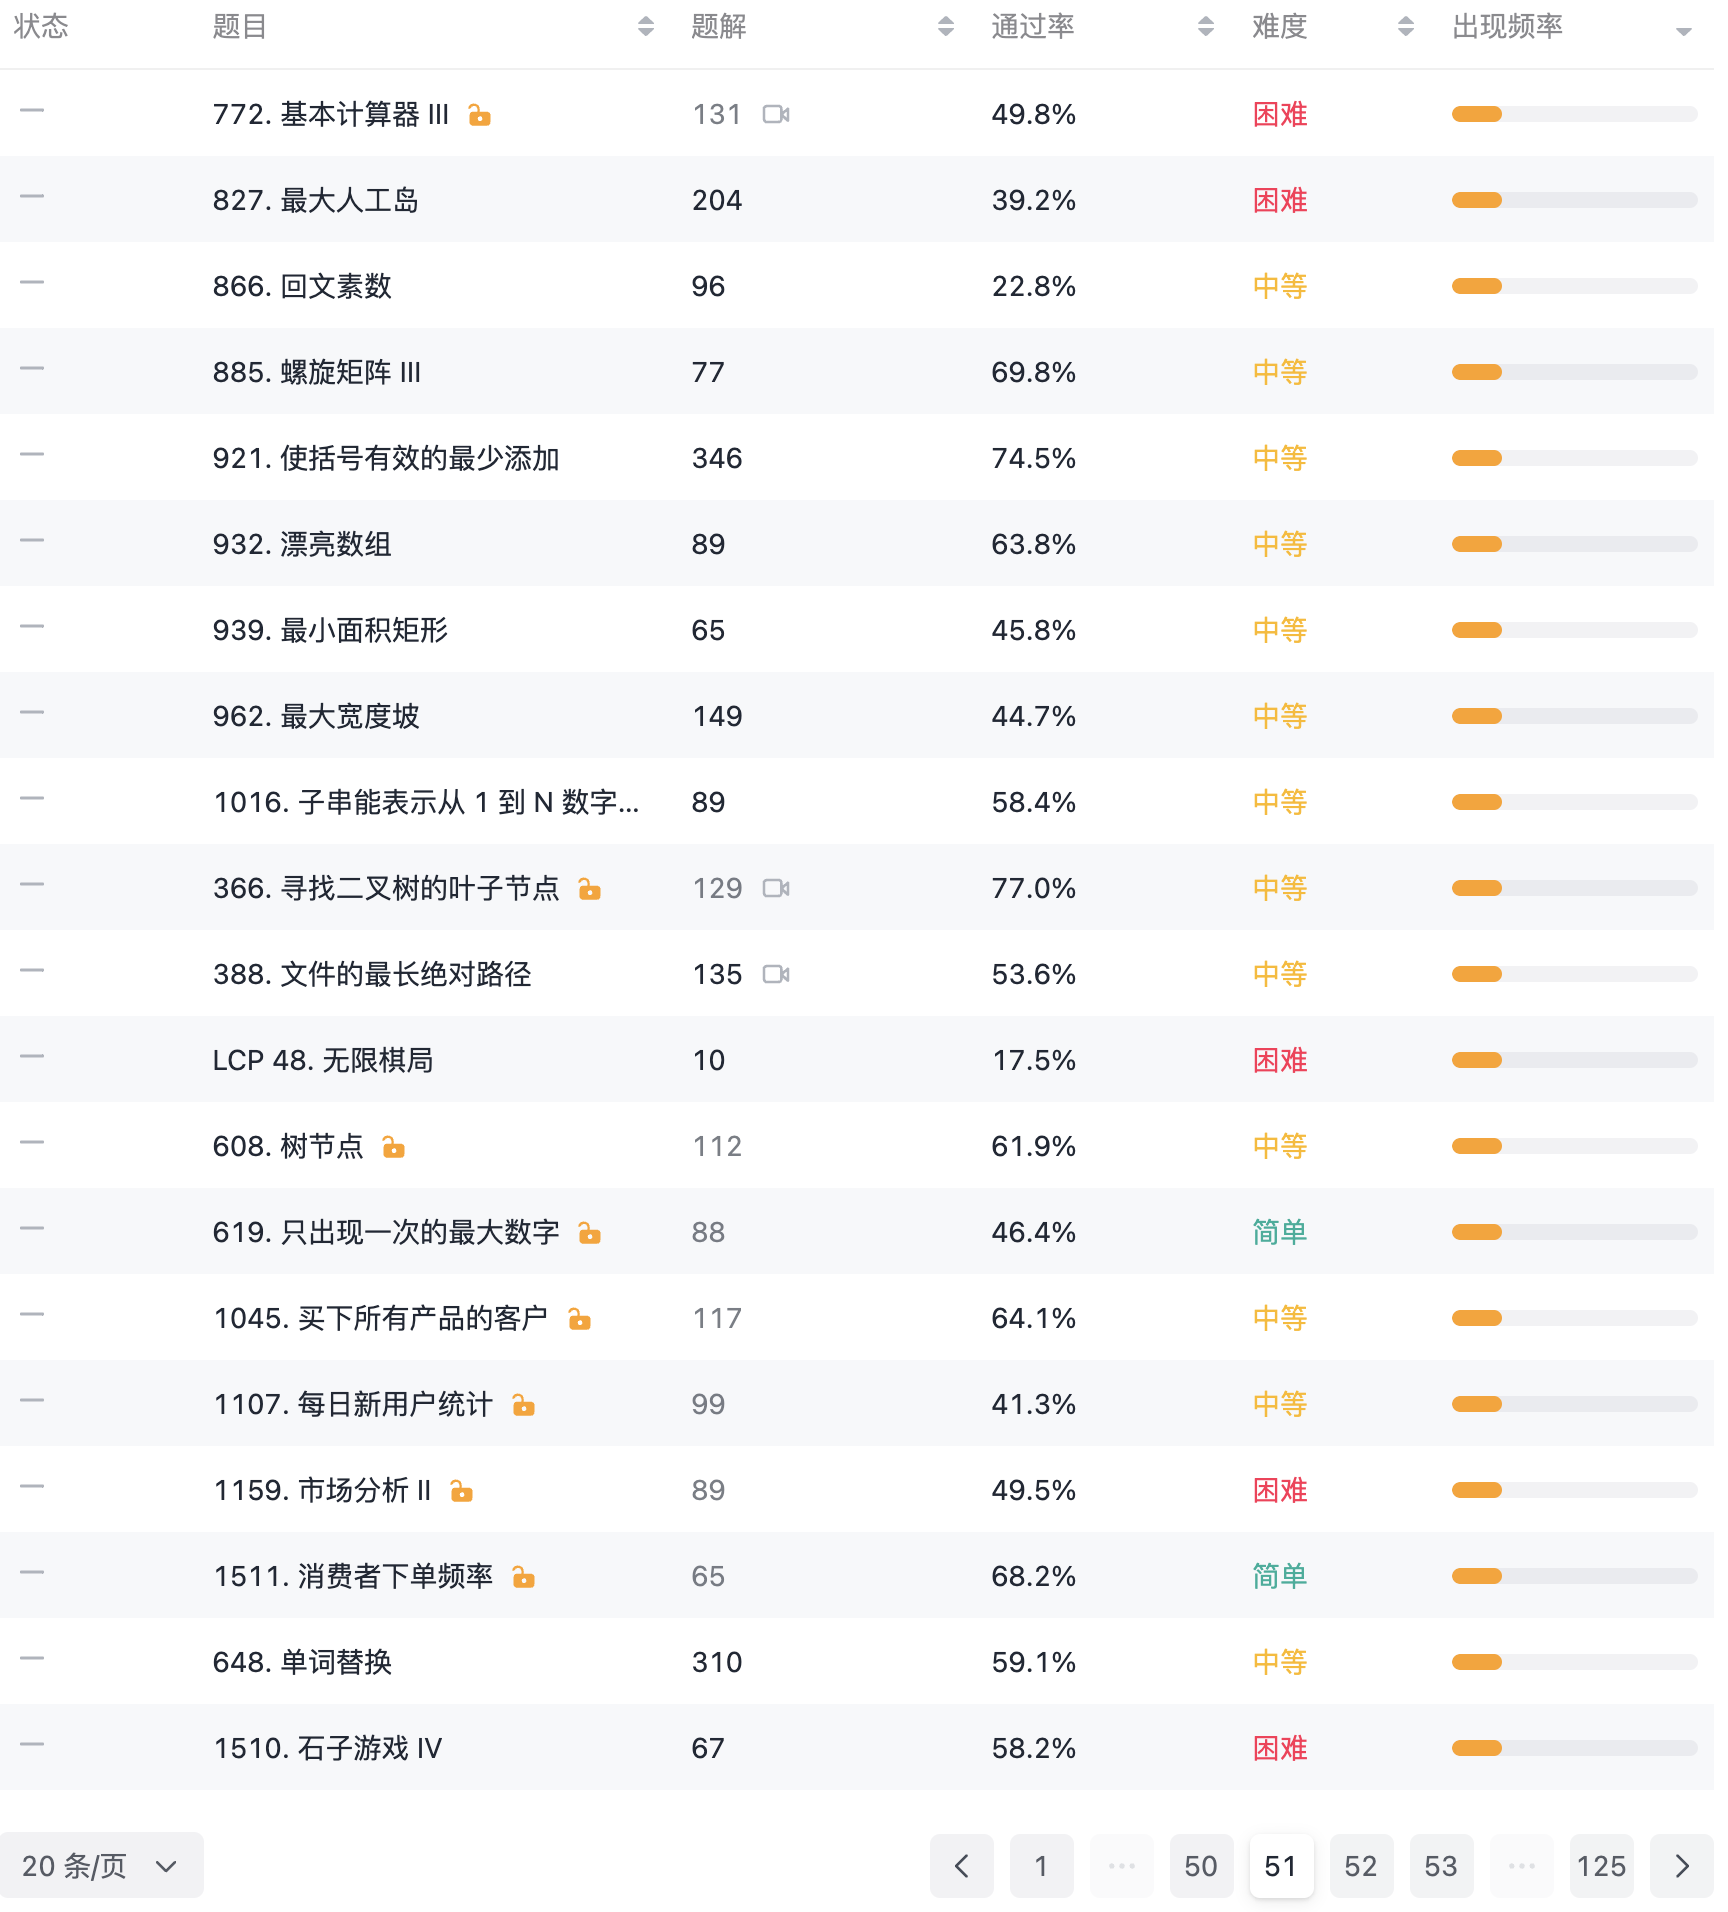 状态 题目 题解 通过率 难度 出现频率
772. 基本计算器 III 131 49.8% 困难
827. 最大人工岛 204 39.2% 困难
866. 回文素数 96 22.8% 中等
885. 螺旋矩阵 III 77 69.8% 中等
921. 使括号有效的最少添加 346 74.5% 中等
932. 漂亮数组 89 63.8% 中等
939. 最小面积矩形 65 45.8% 中等
962. 最大宽度坡 149 44.7% 中等
1016. 子串能表示从 1 到 N 数字... 89 58.4% 中等
366. 寻找二叉树的叶子节点 129 77.0% 中等
388. 文件的最长绝对路径 135 53.6% 中等
LCP 48. 无限棋局 10 17.5% 困难
608. 树节点 112 61.9% 中等
619. 只出现一次的最大数字 88 46.4% 简单
1045. 买下所有产品的客户 117 64.1% 中等
1107. 每日新用户统计 99 41.3% 中等
1159. 市场分析 II 89 49.5% 困难
1511. 消费者下单频率 65 68.2% 简单
648. 单词替换 310 59.1% 中等
1510. 石子游戏 IV 67 58.2% 困难
20 条/页 1 ... 50 51 52 53 ... 125